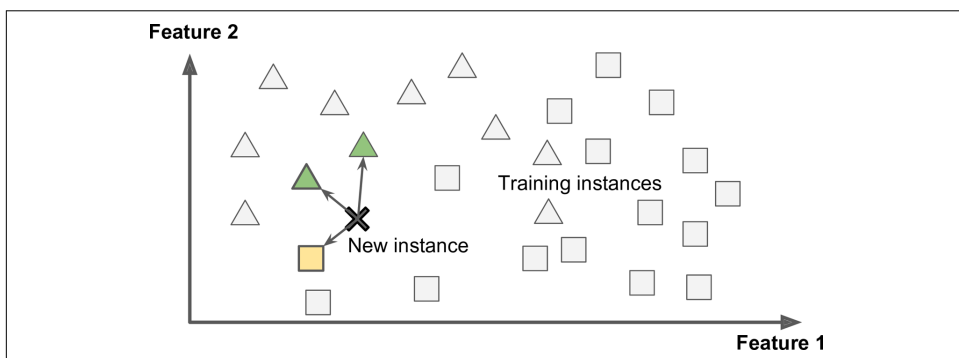 Feature 2
Training instances
New instance
Feature 1